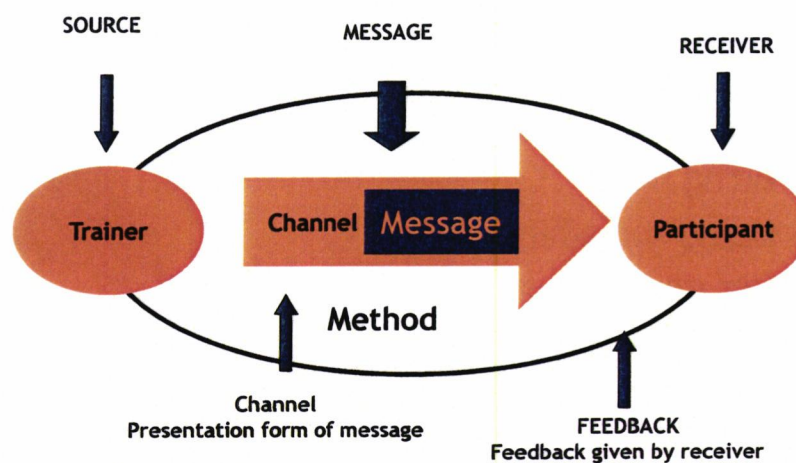 SOURCE
MESSAGE
RECEIVER
Trainer
Channel
Message
Participant
Method
Channel
Presentation form of message
FEEDBACK
Feedback given by receiver